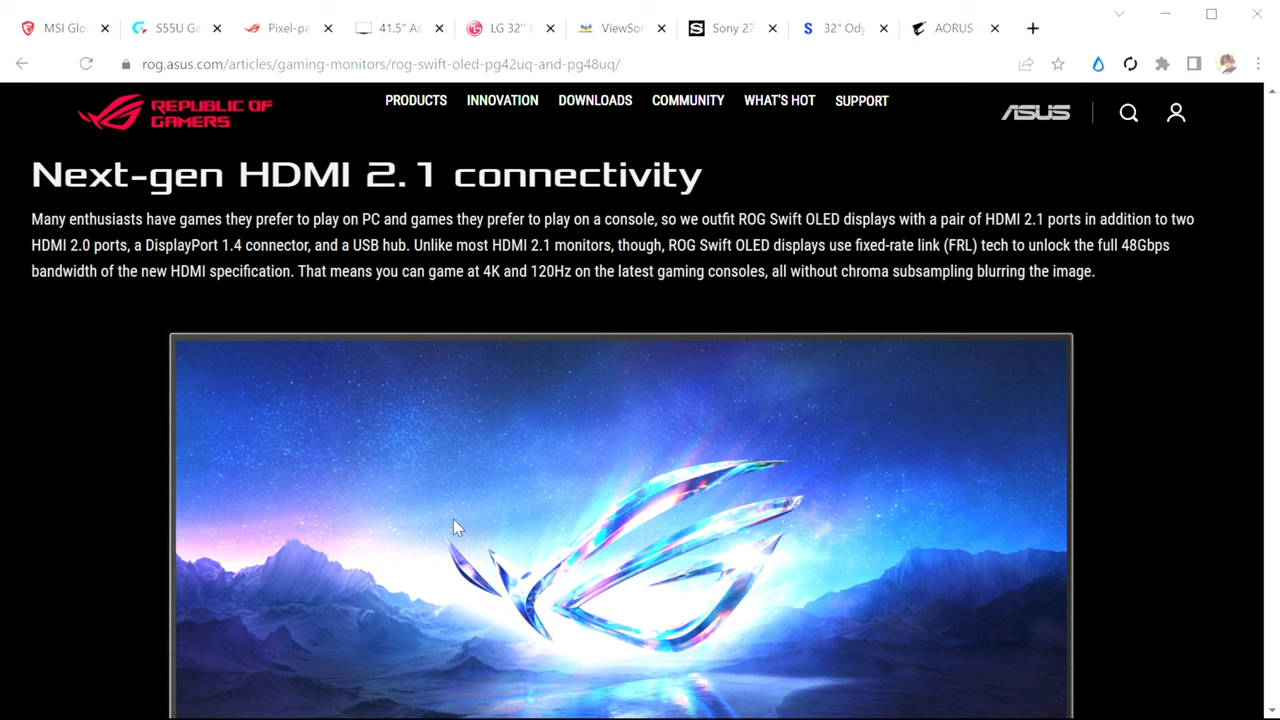 MSI Glo
S55U Ga
Pixel-pe
41.5" As
LG 32"
ViewSor
Sony 27
32" Ody
AORUS
rog.asus.com/articles/gaming-monitors/rog-swift-oled-pg42uq-and-pg48uq/
REPUBLIC OF
GAMERS
PRODUCTS INNOVATION DOWNLOADS COMMUNITY WHAT'S HOT SUPPORT
ASUS
Next-gen HDMI 2.1 connectivity
Many enthusiasts have games they prefer to play on PC and games they prefer to play on a console, so we outfit ROG Swift OLED displays with a pair of HDMI 2.1 ports in addition to two
HDMI 2.0 ports, a DisplayPort 1.4 connector, and a USB hub. Unlike most HDMI 2.1 monitors, though, ROG Swift OLED displays use fixed-rate link (FRL) tech to unlock the full 48Gbps
bandwidth of the new HDMI specification. That means you can game at 4K and 120Hz on the latest gaming consoles, all without chroma subsampling blurring the image.